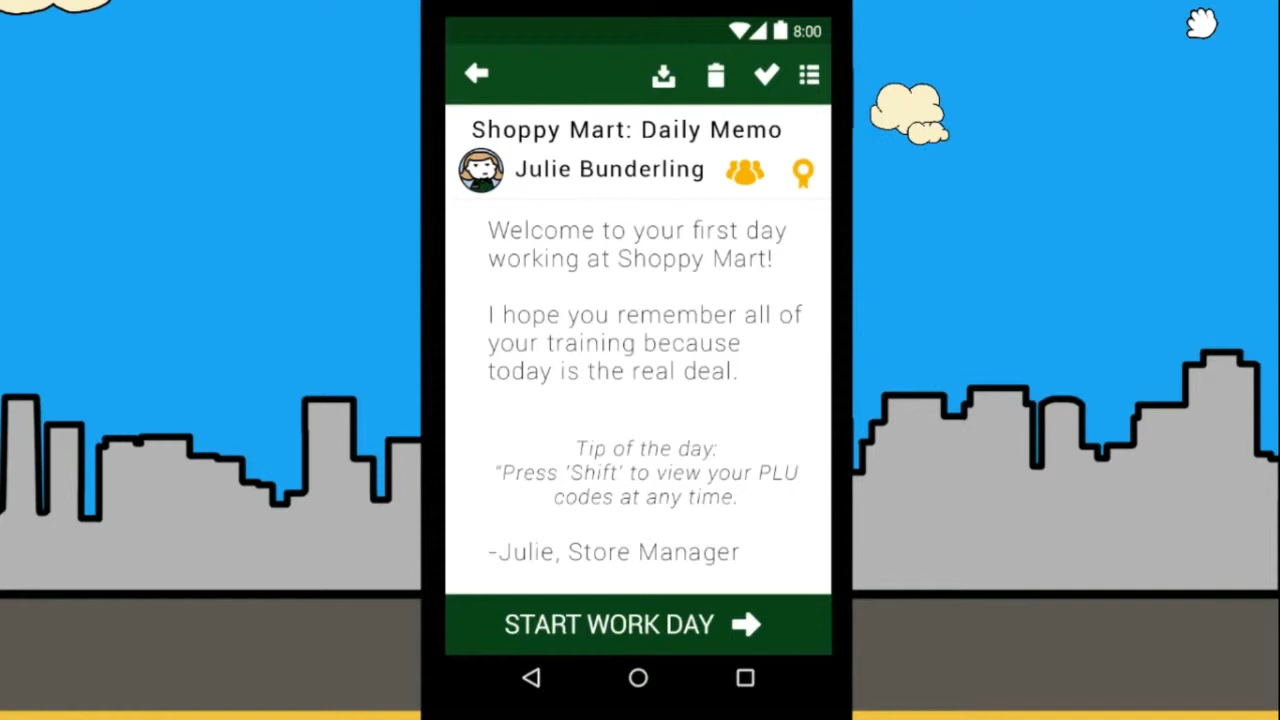 8:00
Shoppy Mart: Daily Memo
Julie Bunderling
Welcome to your first day
working at Shoppy Mart!
I hope you remember all of
your training because
today is the real deal.
Tip of the day:
"Press 'Shift' to view your PLU
codes at any time.
-Julie, Store Manager
START WORK DAY